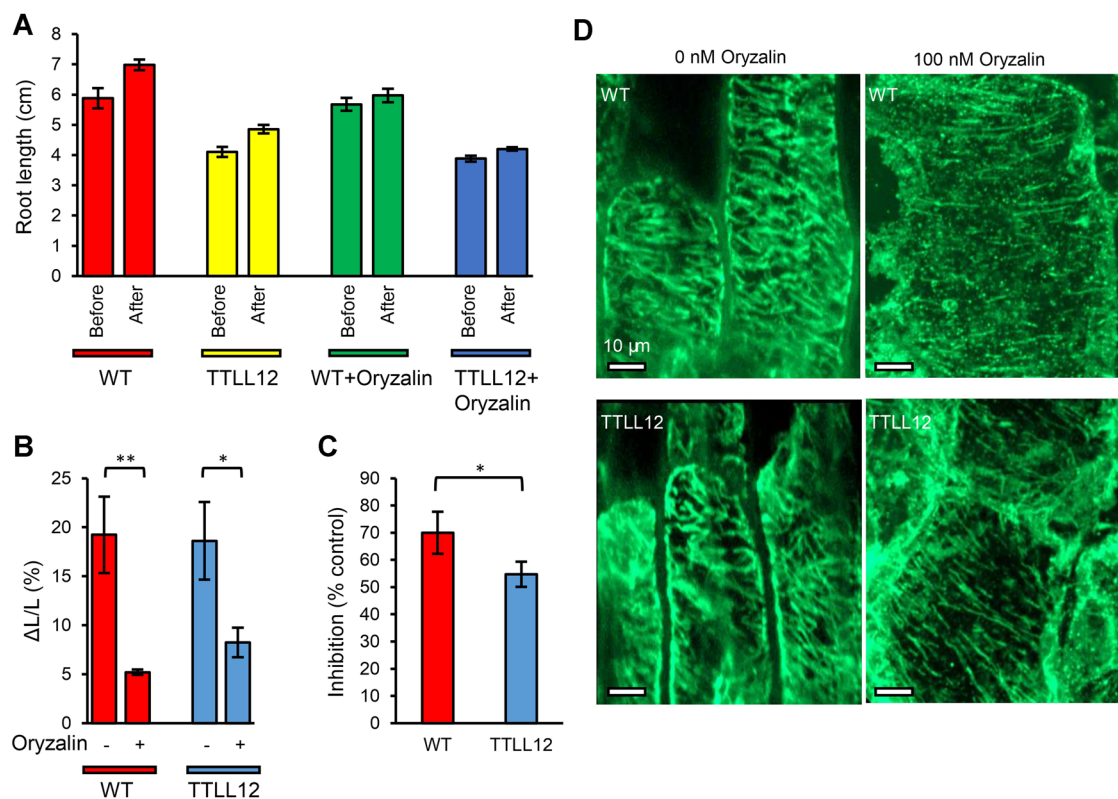 A
Root length (cm)
8
7
6
5
4
3
2
1
0
Before
After
Before
After
Before
After
Before
After
WT
TTLL12
WT+Oryzalin
TTLL12+
Oryzalin
B
ΔL/L (%)
25
20
15
10
5
0
**
*
Oryzalin - + - +
WT
TTLL12
C
Inhibition (% control)
90
80
70
60
50
40
30
20
10
0
*
WT
TTLL12
D
0 nM Oryzalin
100 nM Oryzalin
WT
10 µm
WT
TTLL12
TTLL12